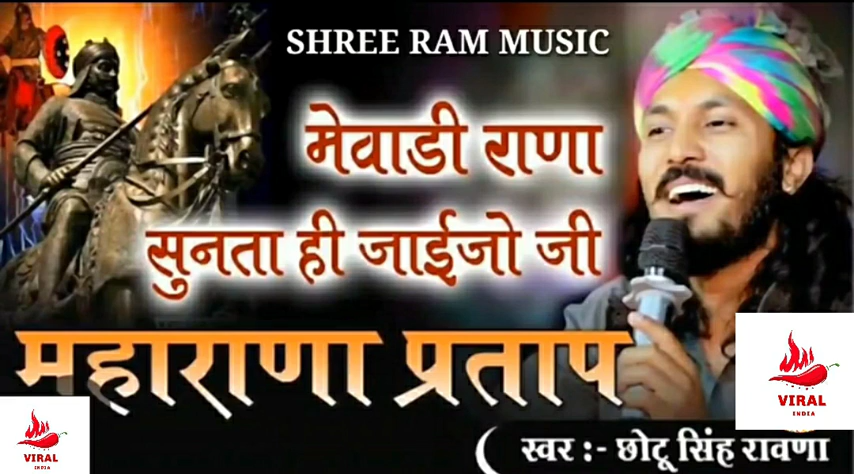 SHREE RAM MUSIC
मेवाडी राणा
सुनता ही जाईजो जी
महाराणा प्रताप
स्वर :- छोटू सिंह रावणा
VIRAL
INDIA
VIRAL
INDIA